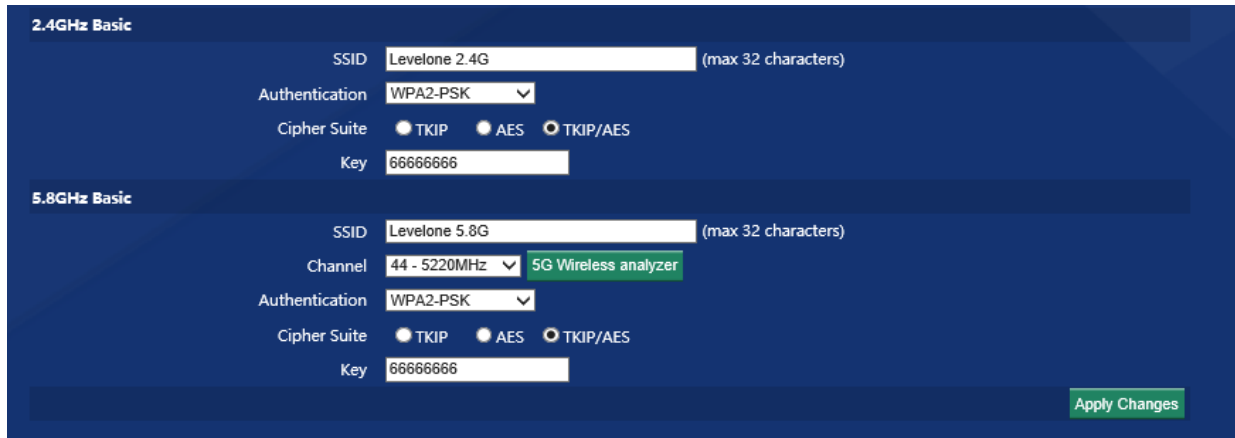 2.4GHz Basic
SSID Levelone 2.4G (max 32 characters)
Authentication WPA2-PSK
Cipher Suite TKIP AES TKIP/AES
Key 66666666
5.8GHz Basic
SSID Levelone 5.8G (max 32 characters)
Channel 44 - 5220MHz 5G Wireless analyzer
Authentication WPA2-PSK
Cipher Suite TKIP AES TKIP/AES
Key 66666666
Apply Changes